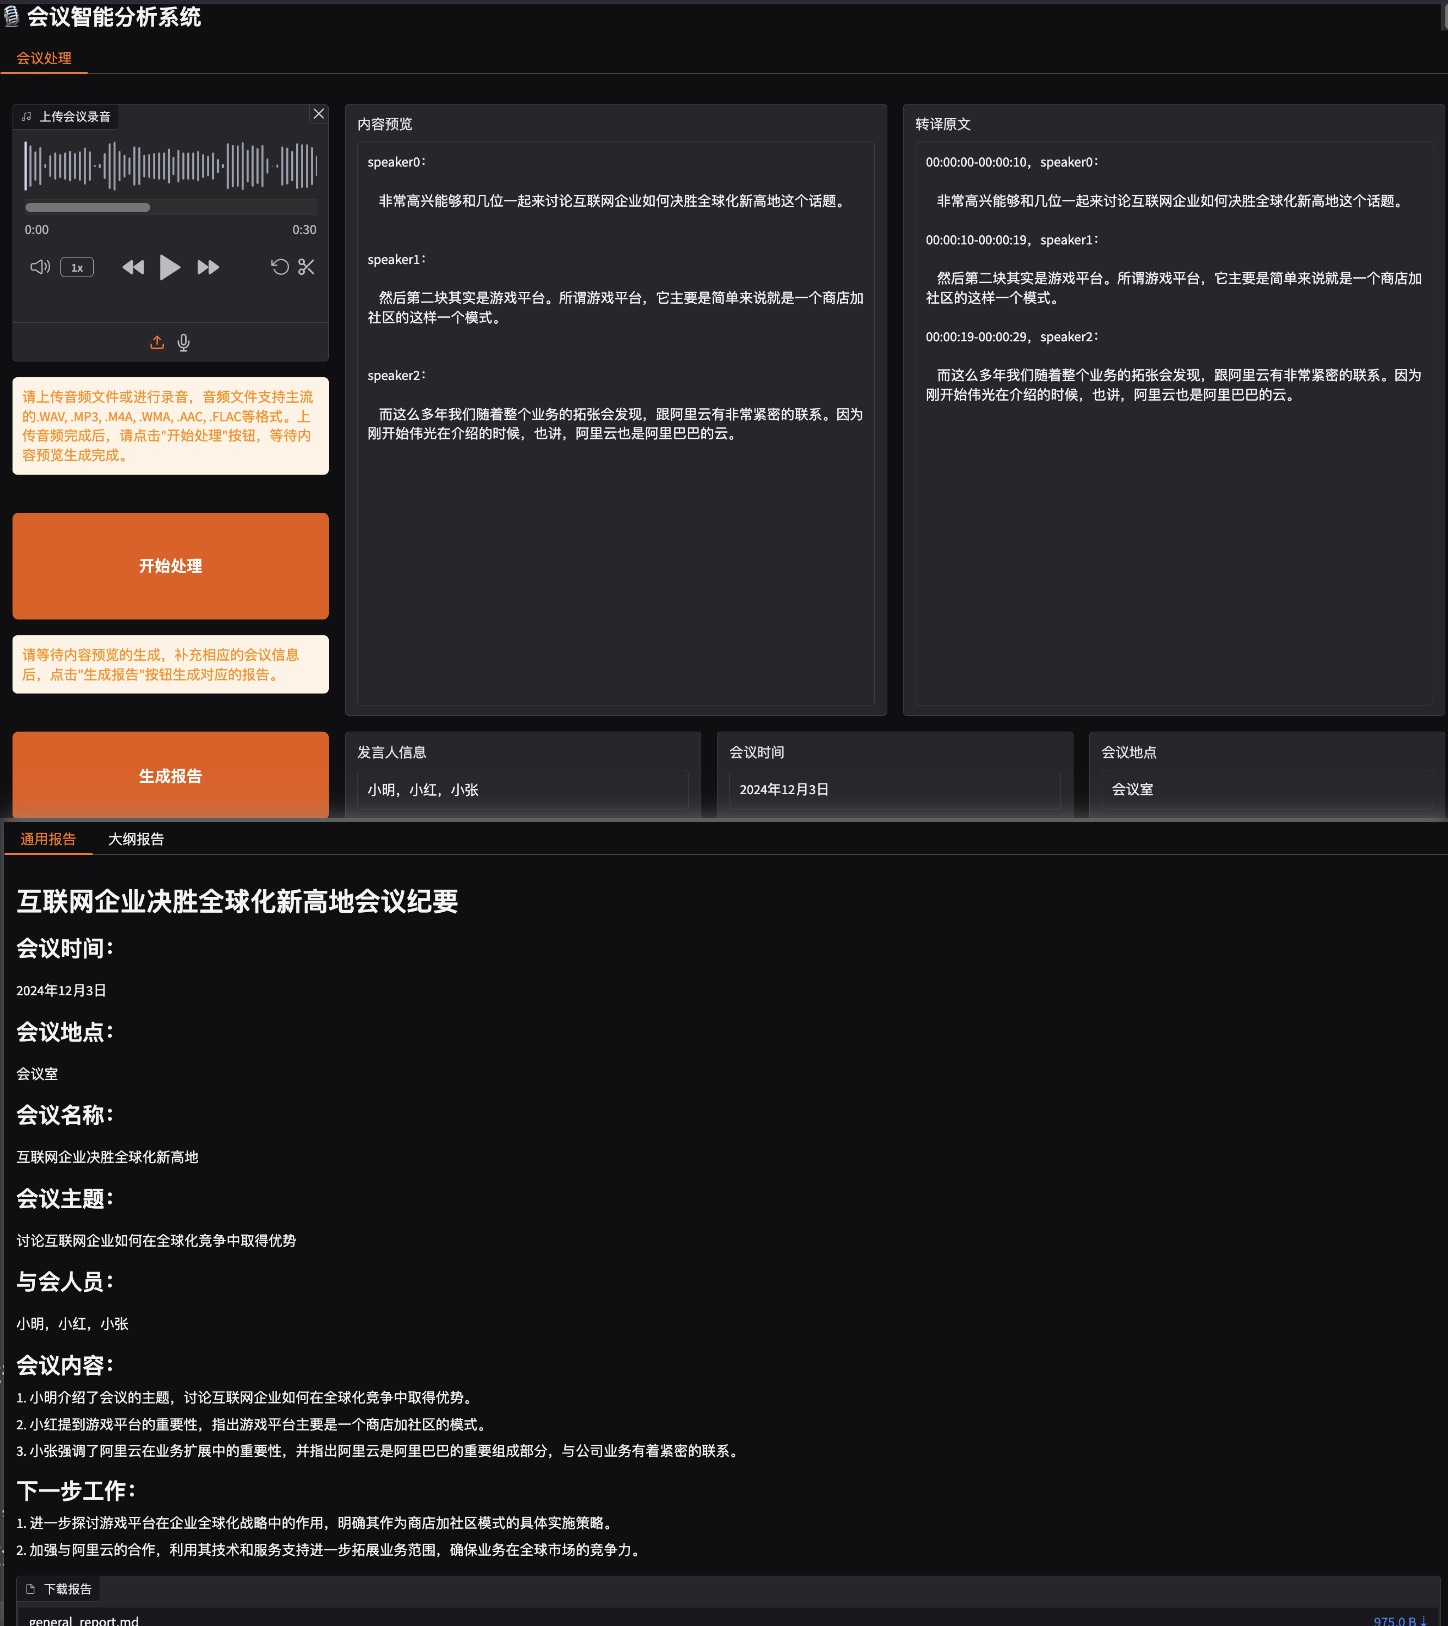 会议智能分析系统
会议处理
上传会议录音
0:00
0:30
1x
请上传音频文件或进行录音，音频文件支持主流
的.WAV, .MP3, .M4A, .WMA, .AAC, .FLAC等格式。上
传音频完成后，请点击"开始处理"按钮，等待内
容预览生成完成。
开始处理
请等待内容预览的生成，补充相应的会议信息
后，点击"生成报告"按钮生成对应的报告。
生成报告
内容预览
speaker0：
非常高兴能够和几位一起来讨论互联网企业如何决胜全球化新高地这个话题。
speaker1：
然后第二块其实是游戏平台。所谓游戏平台，它主要是简单来说就是一个商店加
社区的这样一个模式。
speaker2：
而这么多年我们随着整个业务的拓张会发现，跟阿里云有非常紧密的联系。因为
刚开始伟光在介绍的时候，也讲，阿里云也是阿里巴巴的云。
转译原文
00:00:00-00:00:10，speaker0：
非常高兴能够和几位一起来讨论互联网企业如何决胜全球化新高地这个话题。
00:00:10-00:00:19，speaker1：
然后第二块其实是游戏平台。所谓游戏平台，它主要是简单来说就是一个商店加
社区的这样一个模式。
00:00:19-00:00:29，speaker2：
而这么多年我们随着整个业务的拓张会发现，跟阿里云有非常紧密的联系。因为
刚开始伟光在介绍的时候，也讲，阿里云也是阿里巴巴的云。
发言人信息
小明，小红，小张
会议时间
2024年12月3日
会议地点
会议室
通用报告
大纲报告
互联网企业决胜全球化新高地会议纪要
会议时间：
2024年12月3日
会议地点：
会议室
会议名称：
互联网企业决胜全球化新高地
会议主题：
讨论互联网企业如何在全球化竞争中取得优势
与会人员：
小明，小红，小张
会议内容：
1. 小明介绍了会议的主题，讨论互联网企业如何在全球化竞争中取得优势。
2. 小红提到游戏平台的重要性，指出游戏平台主要是一个商店加社区的模式。
3. 小张强调了阿里云在业务扩展中的重要性，并指出阿里云是阿里巴巴的重要组成部分，与公司业务有着紧密的联系。
下一步工作：
1. 进一步探讨游戏平台在企业全球化战略中的作用，明确其作为商店加社区模式的具体实施策略。
2. 加强与阿里云的合作，利用其技术和服务支持进一步拓展业务范围，确保业务在全球市场的竞争力。
下载报告
general_report.md
975.0 B ⇣